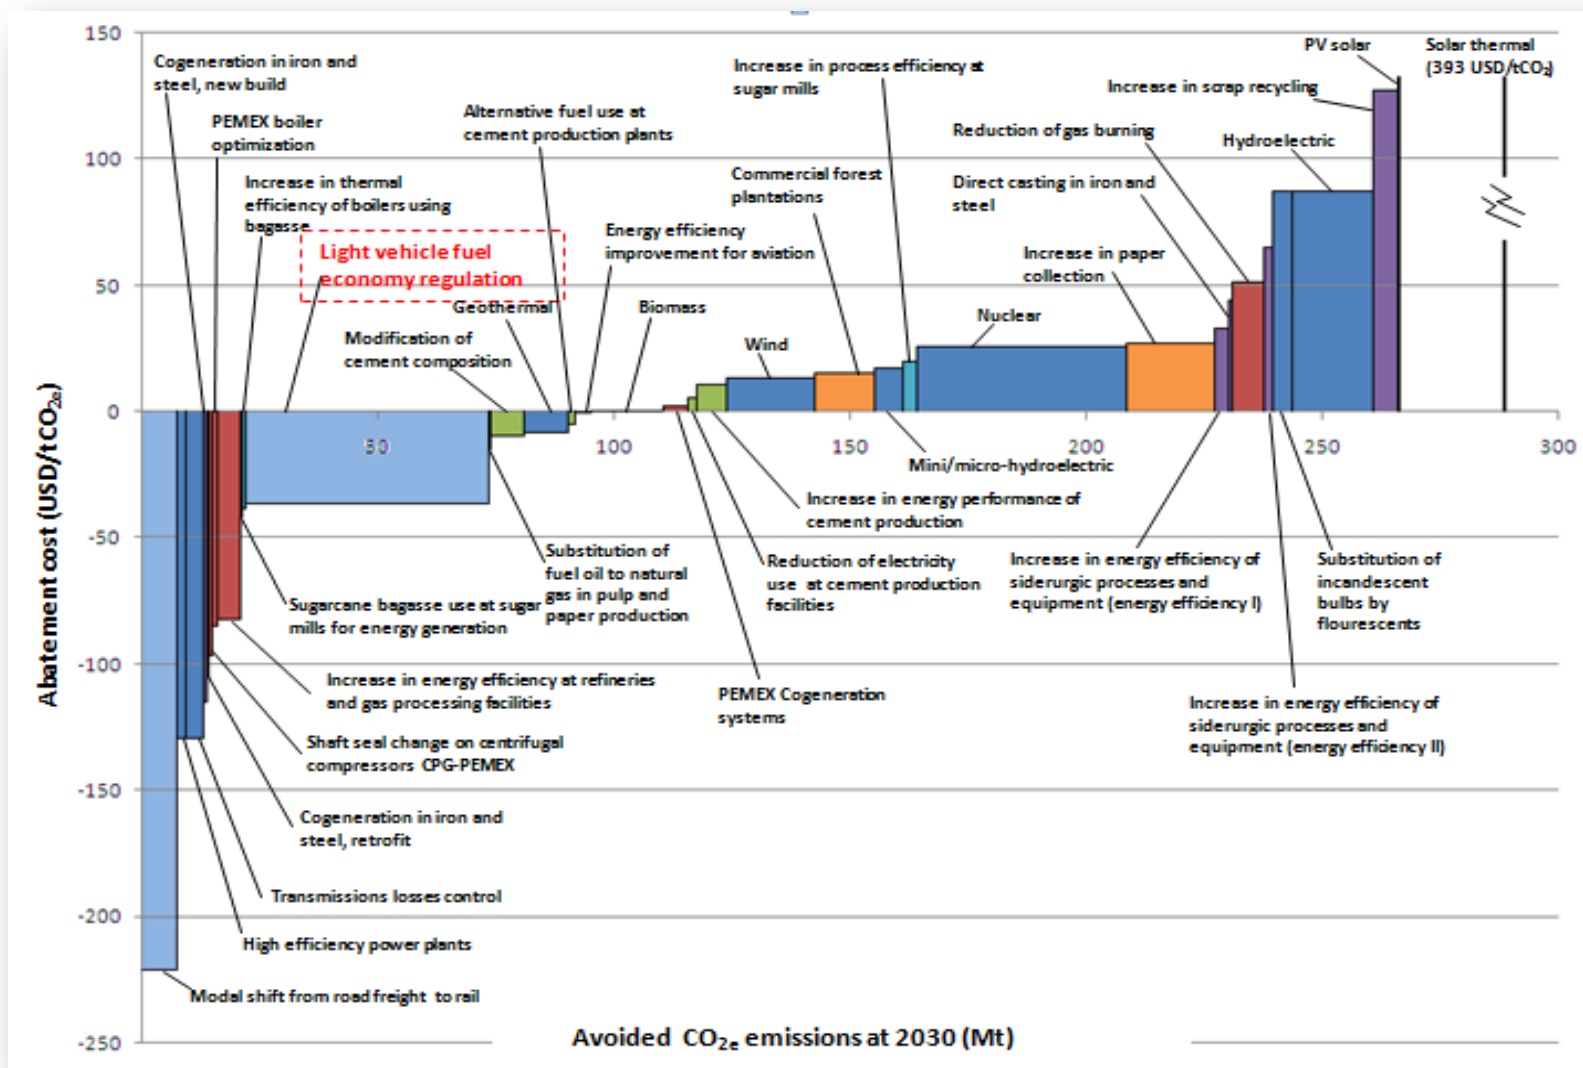 150
100
50
0
-50
-100
-150
-200
-250
Abatement cost (USD/tCO2e)
50
100
150
200
250
300
Avoided CO2e emissions at 2030 (Mt)
Cogeneration in iron and
steel, new build
PEMEX boiler
optimization
Increase in thermal
efficiency of boilers using
bagasse
Light vehicle fuel
economy regulation
Modification of
cement composition
Geothermal
Alternative fuel use at
cement production plants
Energy efficiency
improvement for aviation
Biomass
Increase in process efficiency at
sugar mills
Commercial forest
plantations
Wind
Nuclear
Reduction of gas burning
Direct casting in iron and
steel
Increase in paper
collection
Increase in scrap recycling
Hydroelectric
PV solar
Solar thermal
(393 USD/tCO2)
Mini/micro-hydroelectric
Increase in energy performance of
cement production
Reduction of electricity
use at cement production
facilities
PEMEX Cogeneration
systems
Increase in energy efficiency of
siderurgic processes and
equipment (energy efficiency I)
Substitution of
incandescent
bulbs by
flourescents
Increase in energy efficiency of
siderurgic processes and
equipment (energy efficiency II)
Substitution of
fuel oil to natural
gas in pulp and
paper production
Sugarcane bagasse use at sugar
mills for energy generation
Increase in energy efficiency at refineries
and gas processing facilities
Shaft seal change on centrifugal
compressors CPG-PEMEX
Cogeneration in iron and
steel, retrofit
Transmissions losses control
High efficiency power plants
Modal shift from road freight to rail